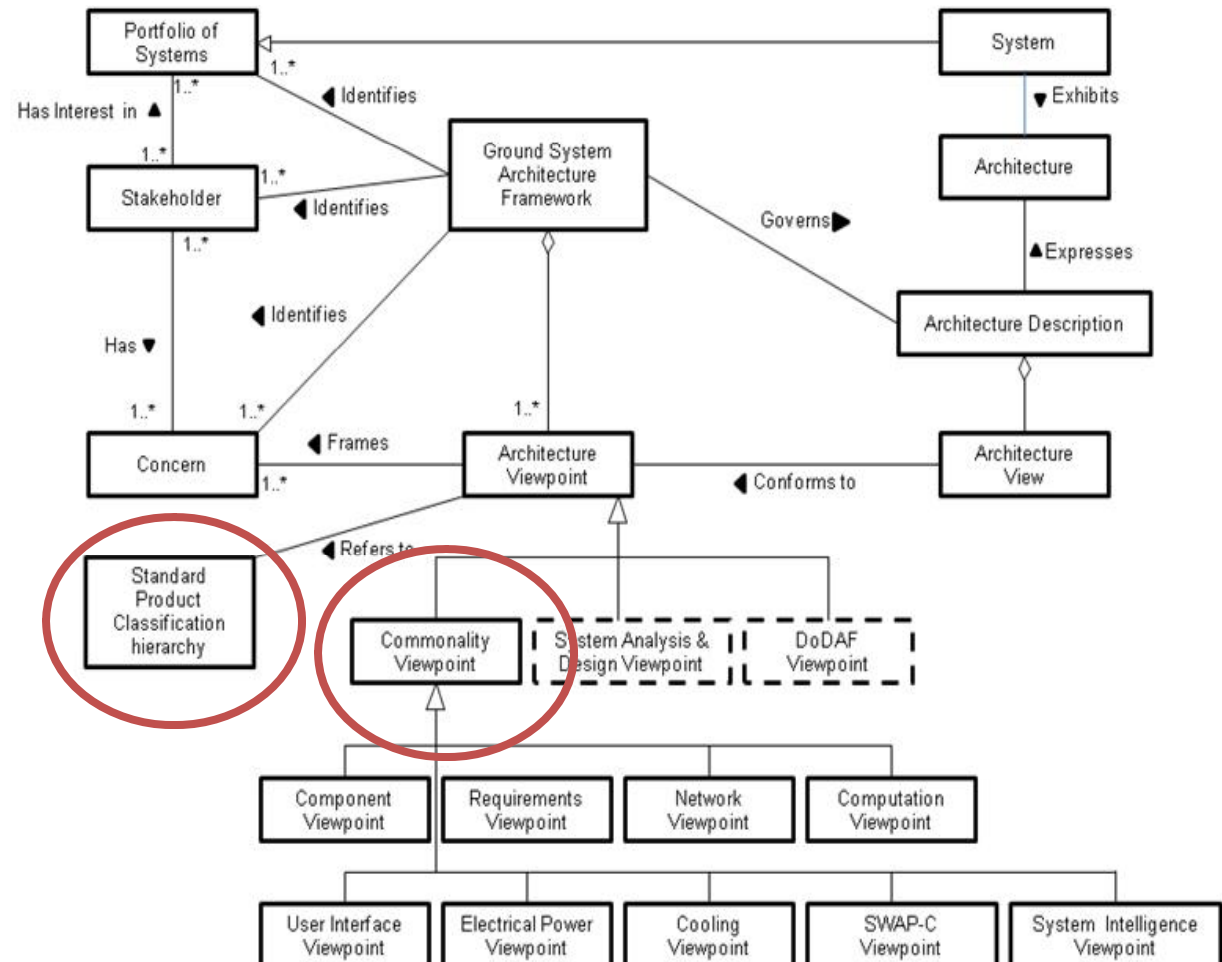 Portfolio of
Systems
System
1..*
1..*
◀ Identifies
▼ Exhibits
Has Interest in ▲
Ground System
Architecture
Framework
Architecture
1..*
1..*
Stakeholder
◀ Identifies
Governs▶
1..*
▲Expresses
◀ Identifies
Architecture Description
Has ▼
1..*
1..*
1..*
Concern
◀ Frames
Architecture
Viewpoint
Architecture
View
1..*
◀ Conforms to
◀ Refers to
Standard
Product
Classification
hierarchy
Commonality
Viewpoint
System Analysis &
Design Viewpoint
DoDAF
Viewpoint
Component
Viewpoint
Requirements
Viewpoint
Network
Viewpoint
Computation
Viewpoint
User Interface
Viewpoint
Electrical Power
Viewpoint
Cooling
Viewpoint
SWAP-C
Viewpoint
System Intelligence
Viewpoint